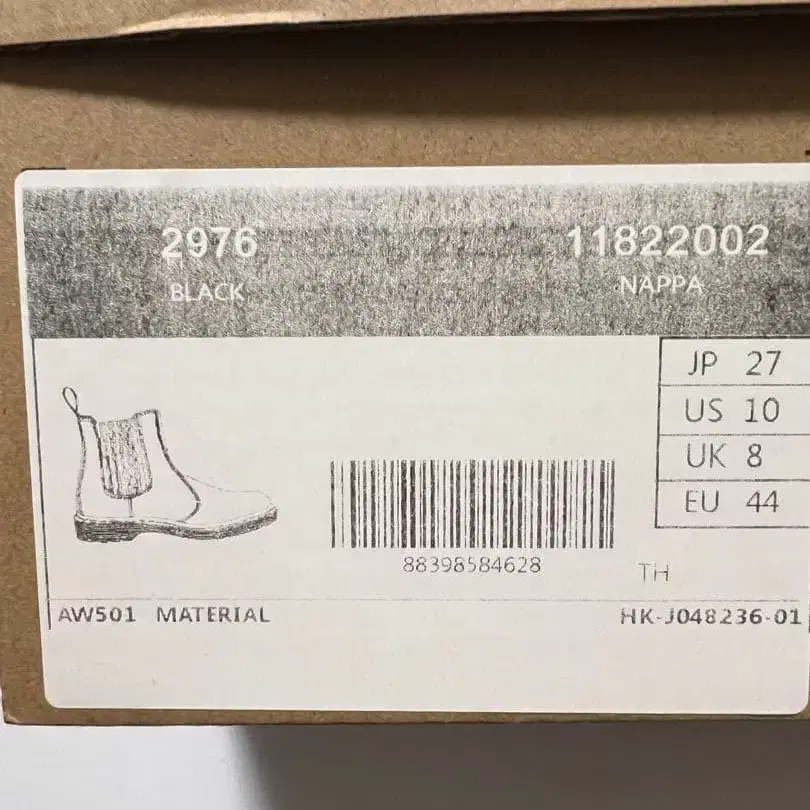 2976 11822002
BLACK NAPPA
JP 27
US 10
UK 8
EU 44
88398584628
TH
AW501 MATERIAL HK-J048236-01